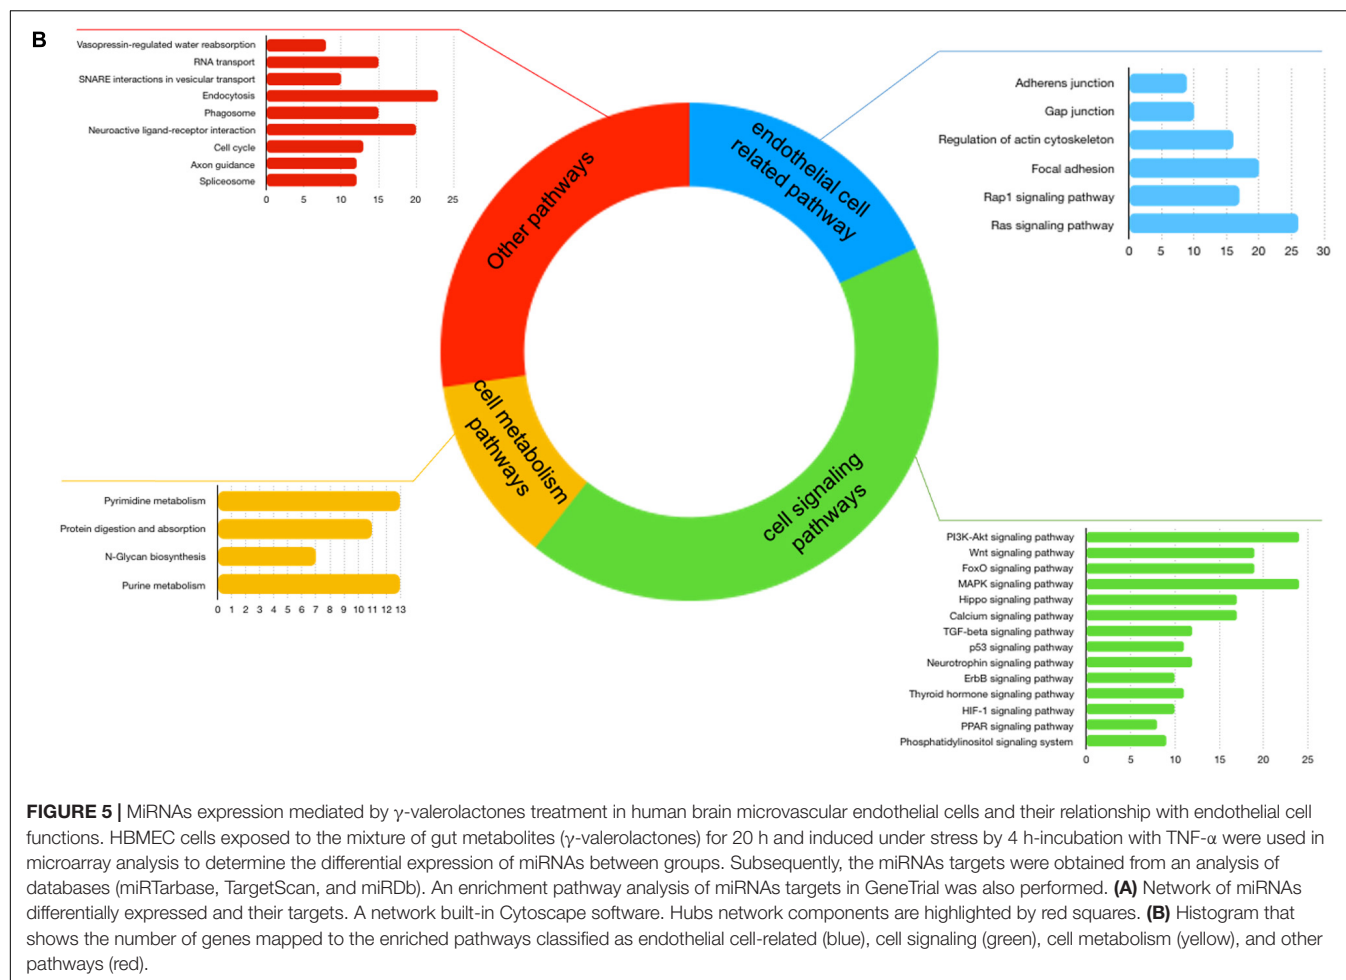 B
Vasopressin-regulated water reabsorption
RNA transport
SNARE interactions in vesicular transport
Endocytosis
Phagosome
Neuroactive ligand-receptor interaction
Cell cycle
Axon guidance
Spliceosome
0 5 10 15 20 25
Adherens junction
Gap junction
Regulation of actin cytoskeleton
Focal adhesion
Rap1 signaling pathway
Ras signaling pathway
0 5 10 15 20 25 30
Other pathways
endothelial cell
related pathway
cell metabolism
pathways
cell signaling
pathways
Pyrimidine metabolism
Protein digestion and absorption
N-Glycan biosynthesis
Purine metabolism
0 1 2 3 4 5 6 7 8 9 10 11 12 13
PI3K-Akt signaling pathway
Wnt signaling pathway
FoxO signaling pathway
MAPK signaling pathway
Hippo signaling pathway
Calcium signaling pathway
TGF-beta signaling pathway
p53 signaling pathway
Neurotrophin signaling pathway
ErbB signaling pathway
Thyroid hormone signaling pathway
HIF-1 signaling pathway
PPAR signaling pathway
Phosphatidylinositol signaling system
0 5 10 15 20 25
FIGURE 5 | MiRNAs expression mediated by γ-valerolactones treatment in human brain microvascular endothelial cells and their relationship with endothelial cell
functions. HBMEC cells exposed to the mixture of gut metabolites (γ-valerolactones) for 20 h and induced under stress by 4 h-incubation with TNF-α were used in
microarray analysis to determine the differential expression of miRNAs between groups. Subsequently, the miRNAs targets were obtained from an analysis of
databases (miRTarbase, TargetScan, and miRDb). An enrichment pathway analysis of miRNAs targets in GeneTrial was also performed. (A) Network of miRNAs
differentially expressed and their targets. A network built-in Cytoscape software. Hubs network components are highlighted by red squares. (B) Histogram that
shows the number of genes mapped to the enriched pathways classified as endothelial cell-related (blue), cell signaling (green), cell metabolism (yellow), and other
pathways (red).